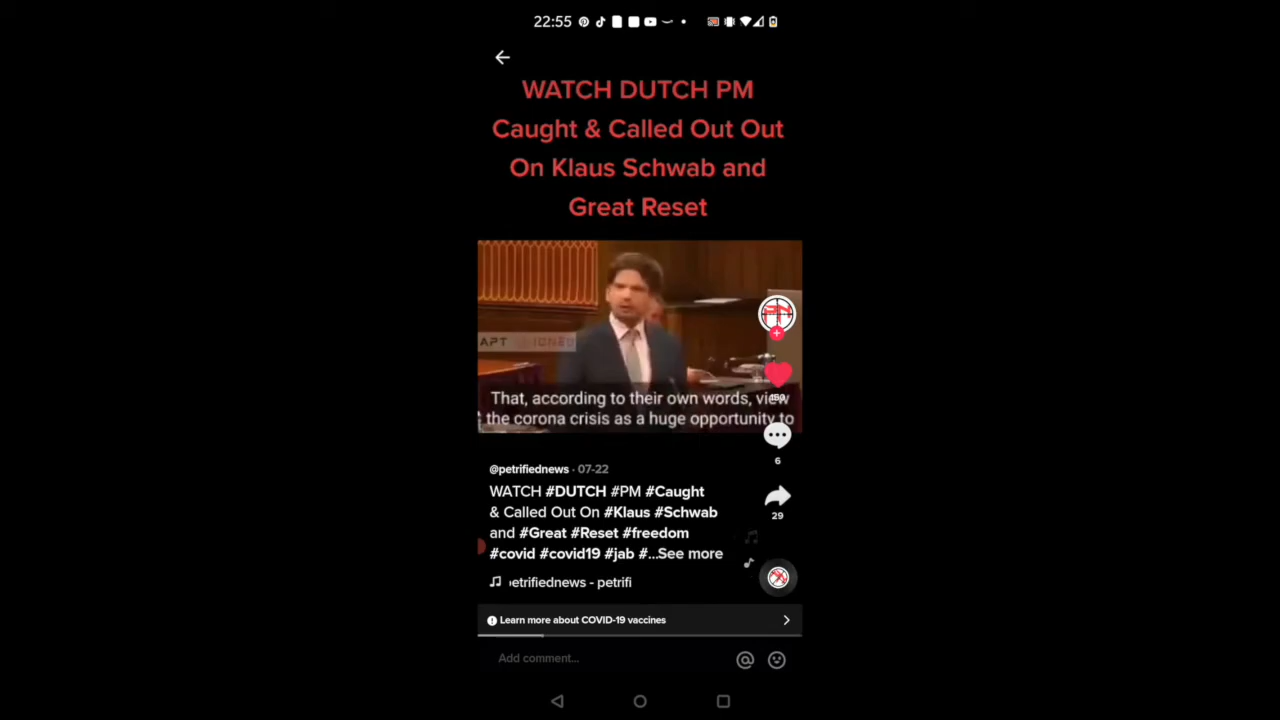 22:55
WATCH DUTCH PM
Caught & Called Out Out
On Klaus Schwab and
Great Reset
APT IONED
That, according to their own words, view
the corona crisis as a huge opportunity to
6
@petrifiednews · 07-22
WATCH #DUTCH #PM #Caught
& Called Out On #Klaus #Schwab
29
and #Great #Reset #freedom
#covid #covid19 #jab #...See more
etrifiednews - petrifi
Learn more about COVID-19 vaccines
Add comment...